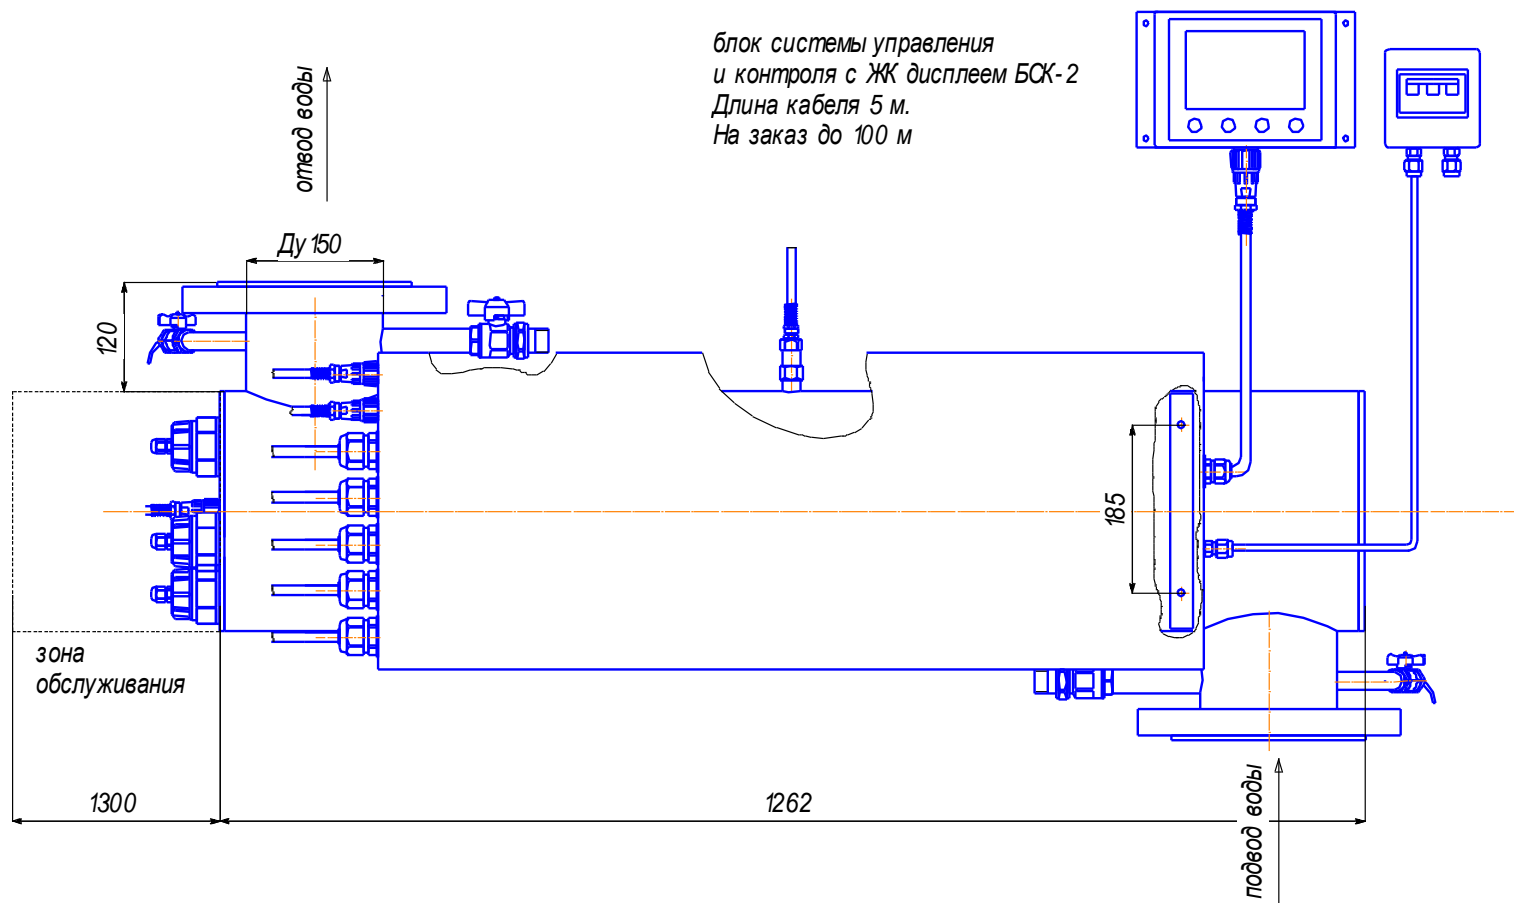 блок системы управления
и контроля с ЖК дисплеем БСК-2
Длина кабеля 5 м.
На заказ до 100 м
отвод воды
Ду 150
120
185
зона
обслуживания
1300
1262
подвод воды